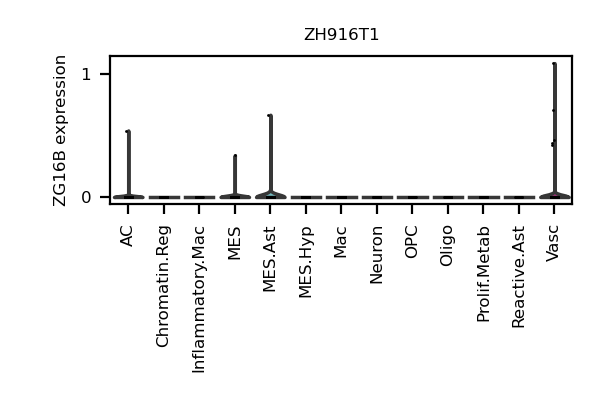 ZH916T1
ZG16B expression
1
0
AC
Chromatin.Reg
Inflammatory.Mac
MES
MES.Ast
MES.Hyp
Mac
Neuron
OPC
Oligo
Prolif.Metab
Reactive.Ast
Vasc